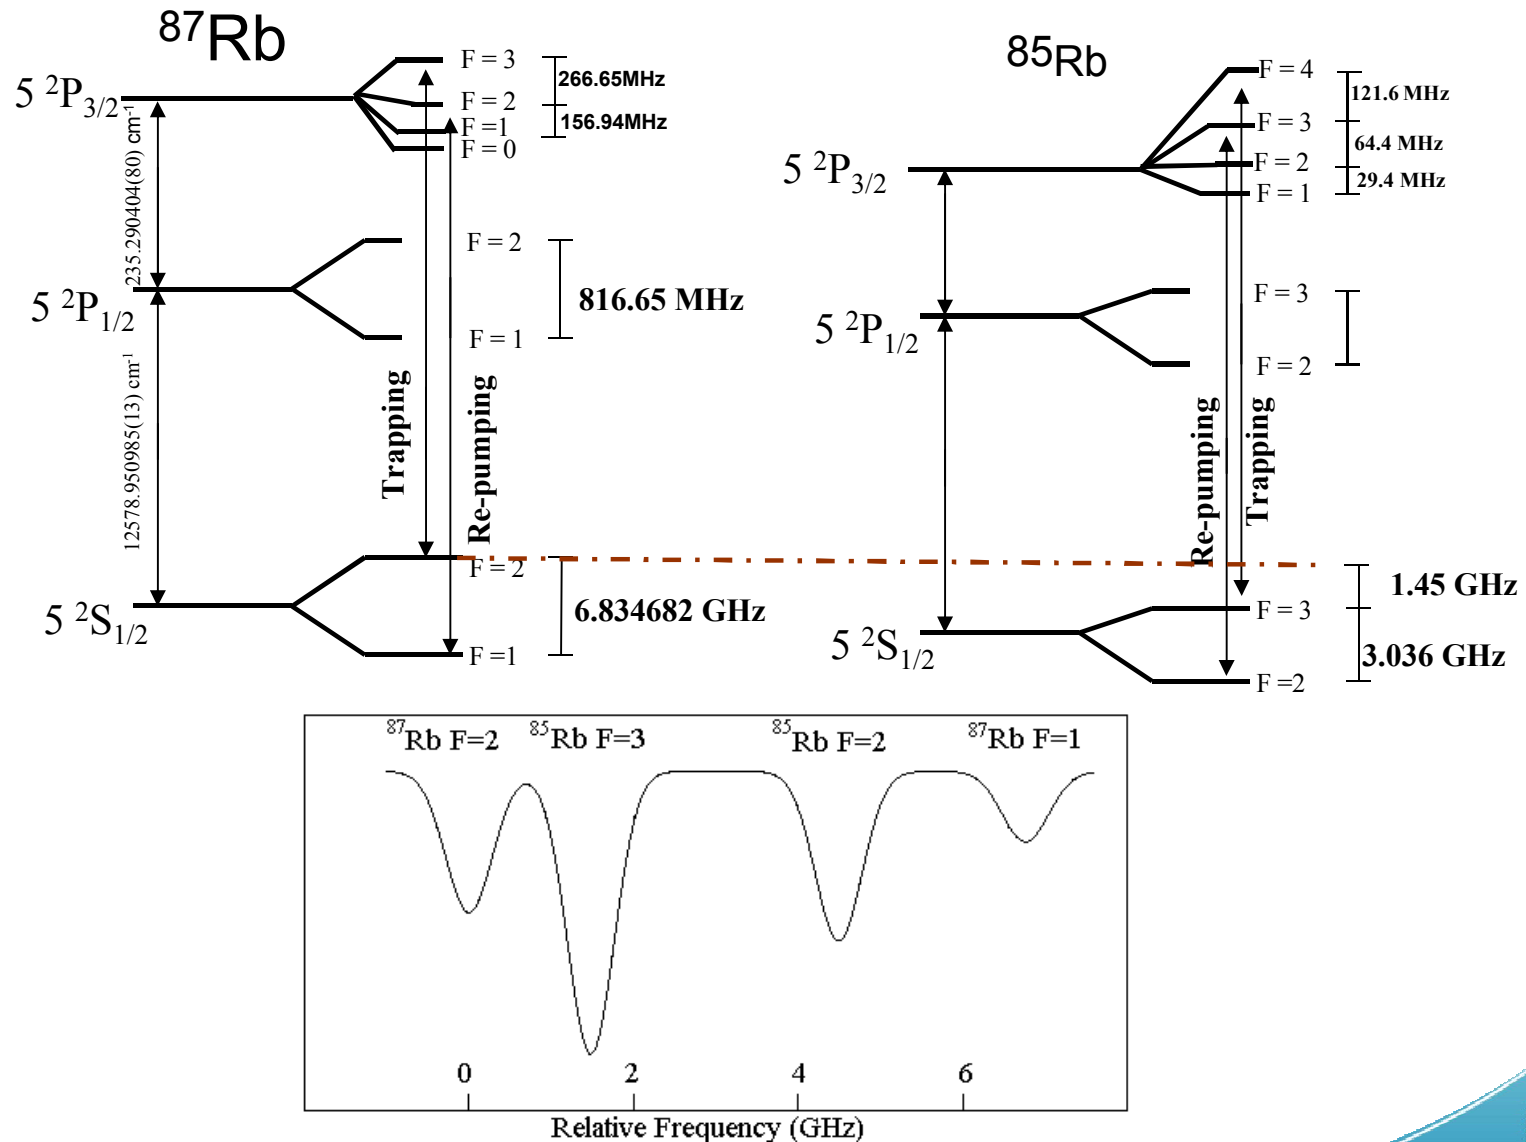 ⁸⁷Rb
5 ²P₃/₂
F = 3
F = 2
F =1
F = 0
266.65MHz
156.94MHz
235.290404(80) cm⁻¹
5 ²P₁/₂
F = 2
F = 1
816.65 MHz
12578.950985(13) cm⁻¹
Trapping
Re-pumping
5 ²S₁/₂
F = 2
F =1
6.834682 GHz
⁸⁵Rb
5 ²P₃/₂
F = 4
F = 3
F = 2
F = 1
121.6 MHz
64.4 MHz
29.4 MHz
5 ²P₁/₂
F = 3
F = 2
Re-pumping
Trapping
5 ²S₁/₂
F = 3
F =2
1.45 GHz
3.036 GHz
⁸⁷Rb F=2 ⁸⁵Rb F=3 ⁸⁵Rb F=2 ⁸⁷Rb F=1
0 2 4 6
Relative Frequency (GHz)